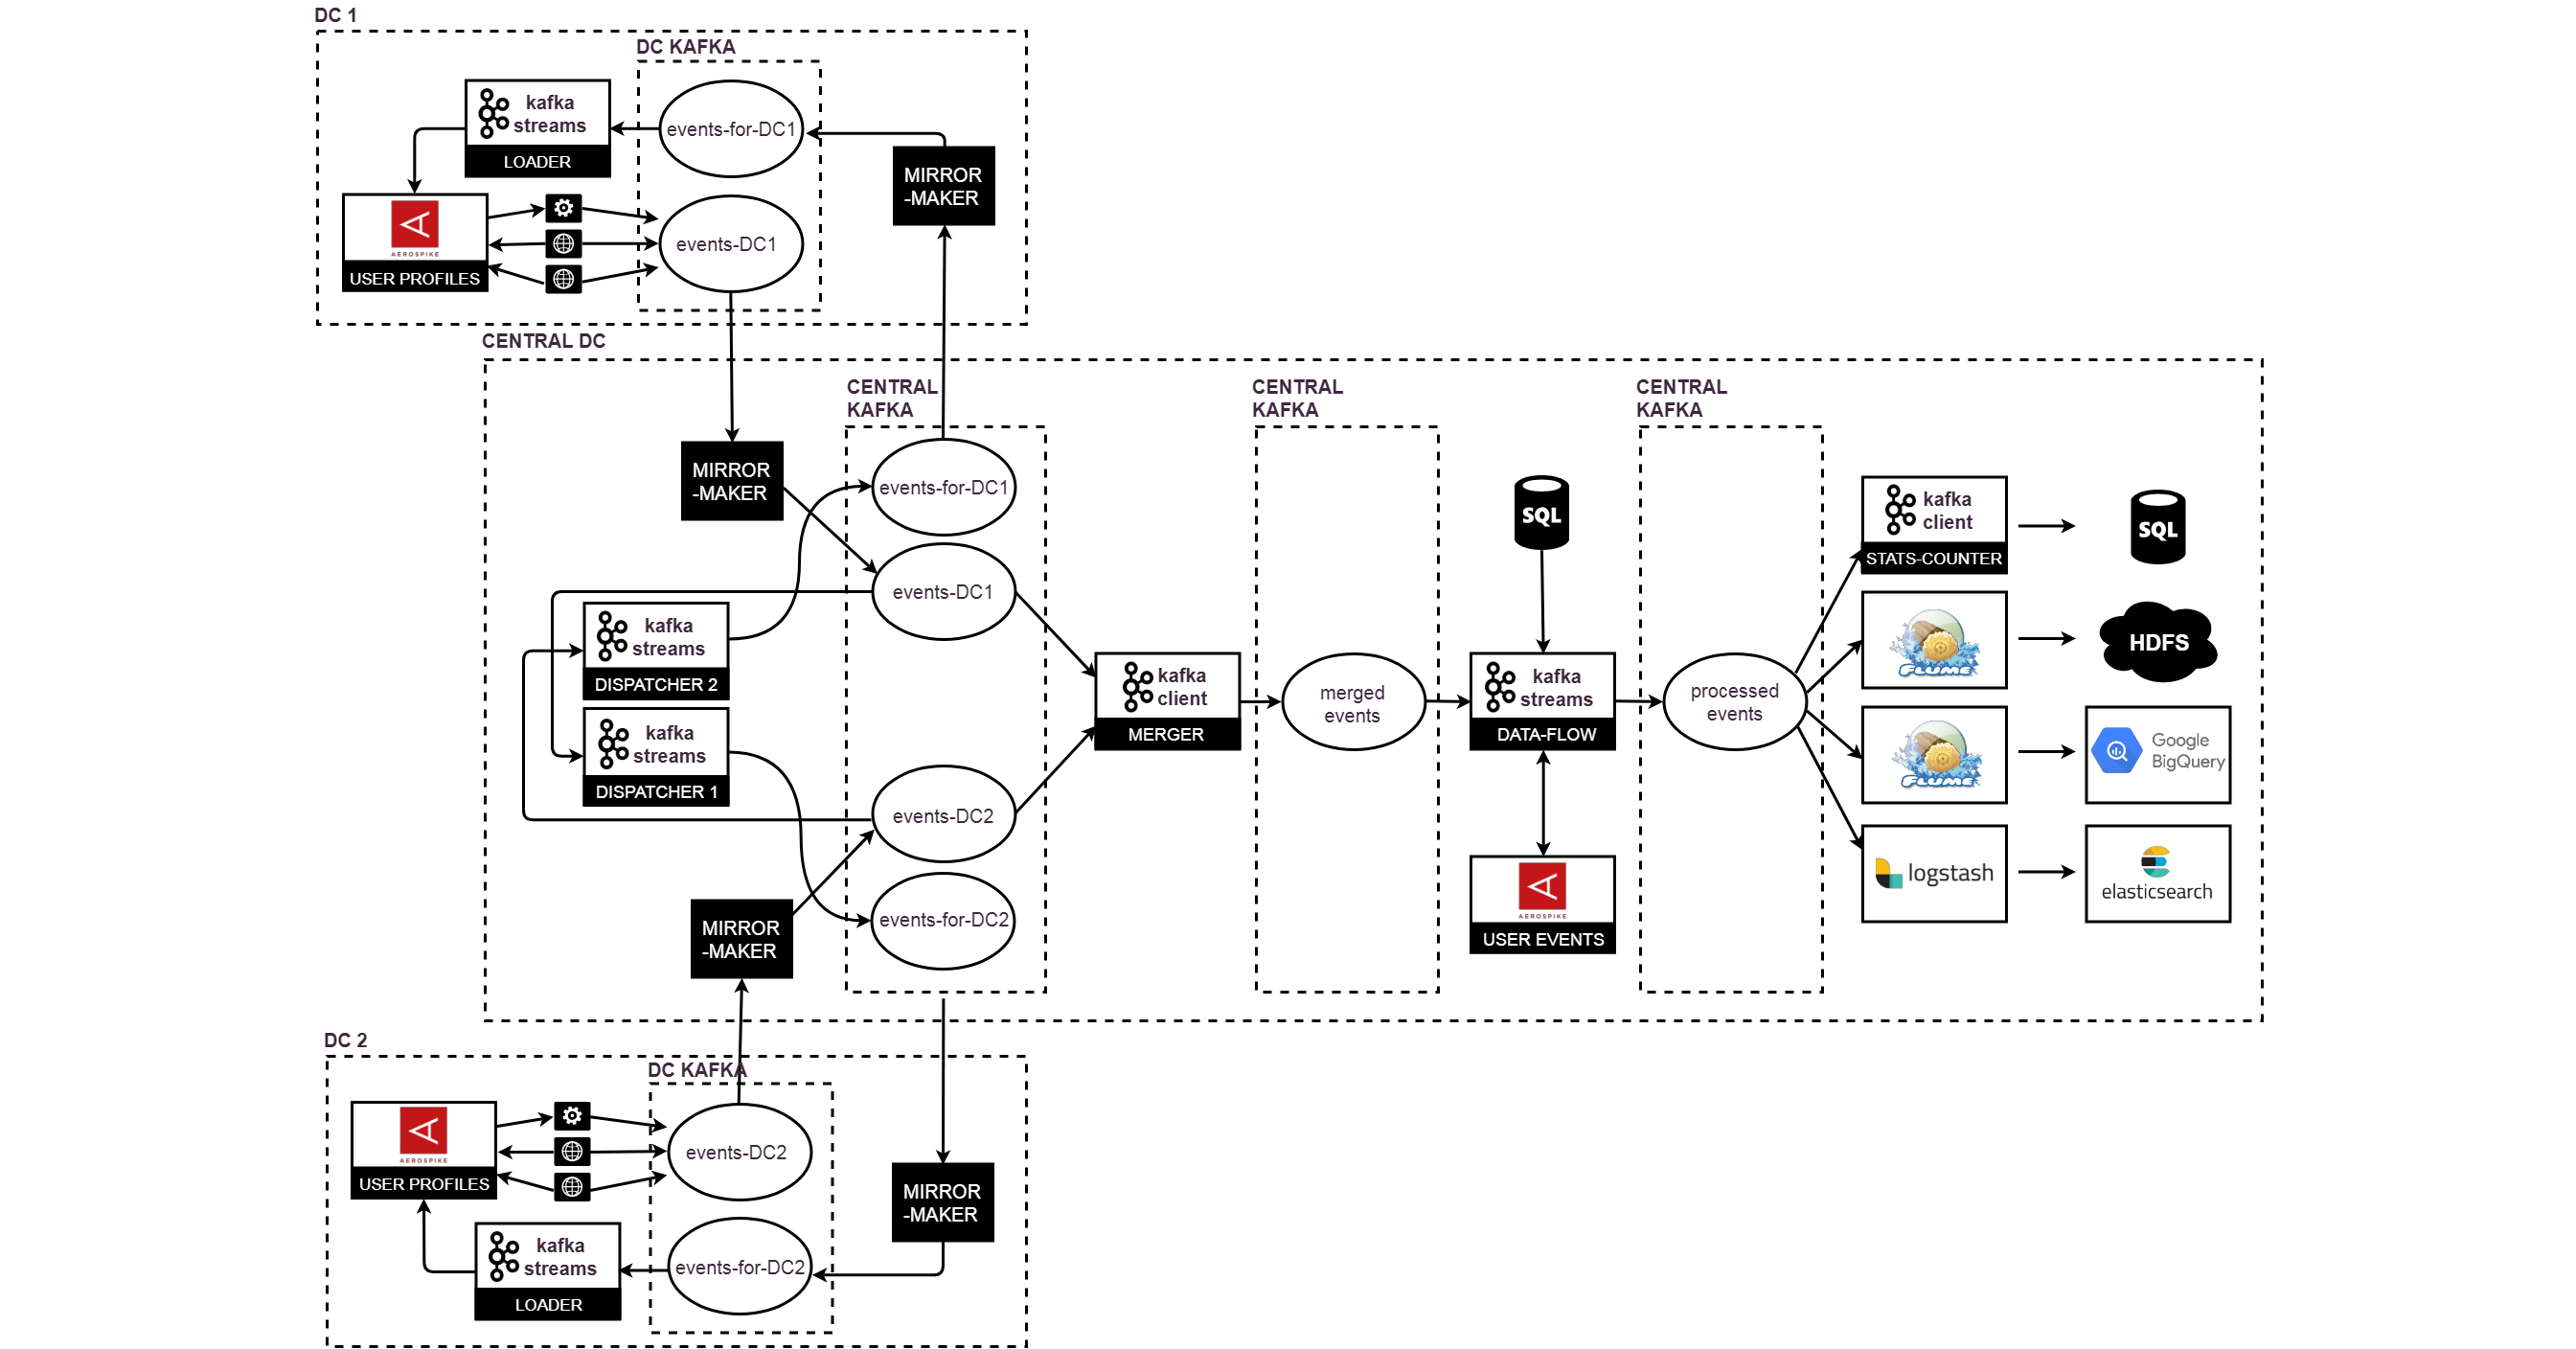 DC 1
DC KAFKA
kafka
streams
LOADER
events-for-DC1
MIRROR
-MAKER
AEROSPIKE
USER PROFILES
events-DC1
CENTRAL DC
CENTRAL
KAFKA
CENTRAL
KAFKA
CENTRAL
KAFKA
MIRROR
-MAKER
events-for-DC1
events-DC1
kafka
streams
DISPATCHER 2
kafka
streams
DISPATCHER 1
events-DC2
events-for-DC2
MIRROR
-MAKER
kafka
client
MERGER
merged
events
SQL
kafka
streams
DATA-FLOW
AEROSPIKE
USER EVENTS
processed
events
kafka
client
STATS-COUNTER
SQL
FLUME
HDFS
FLUME
Google
BigQuery
logstash
elasticsearch
DC 2
DC KAFKA
AEROSPIKE
USER PROFILES
events-DC2
MIRROR
-MAKER
kafka
streams
LOADER
events-for-DC2